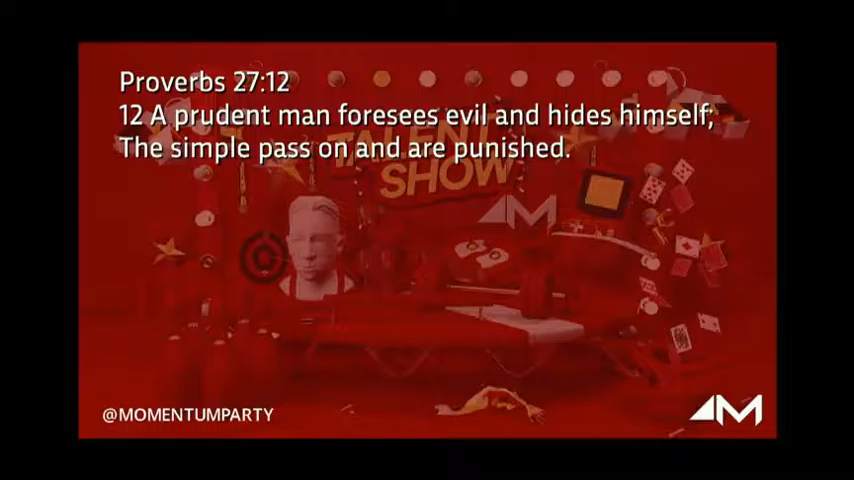 Proverbs 27:12
12 A prudent man foresees evil and hides himself;
The simple pass on and are punished.
TALENT
SHOW
@MOMENTUMPARTY